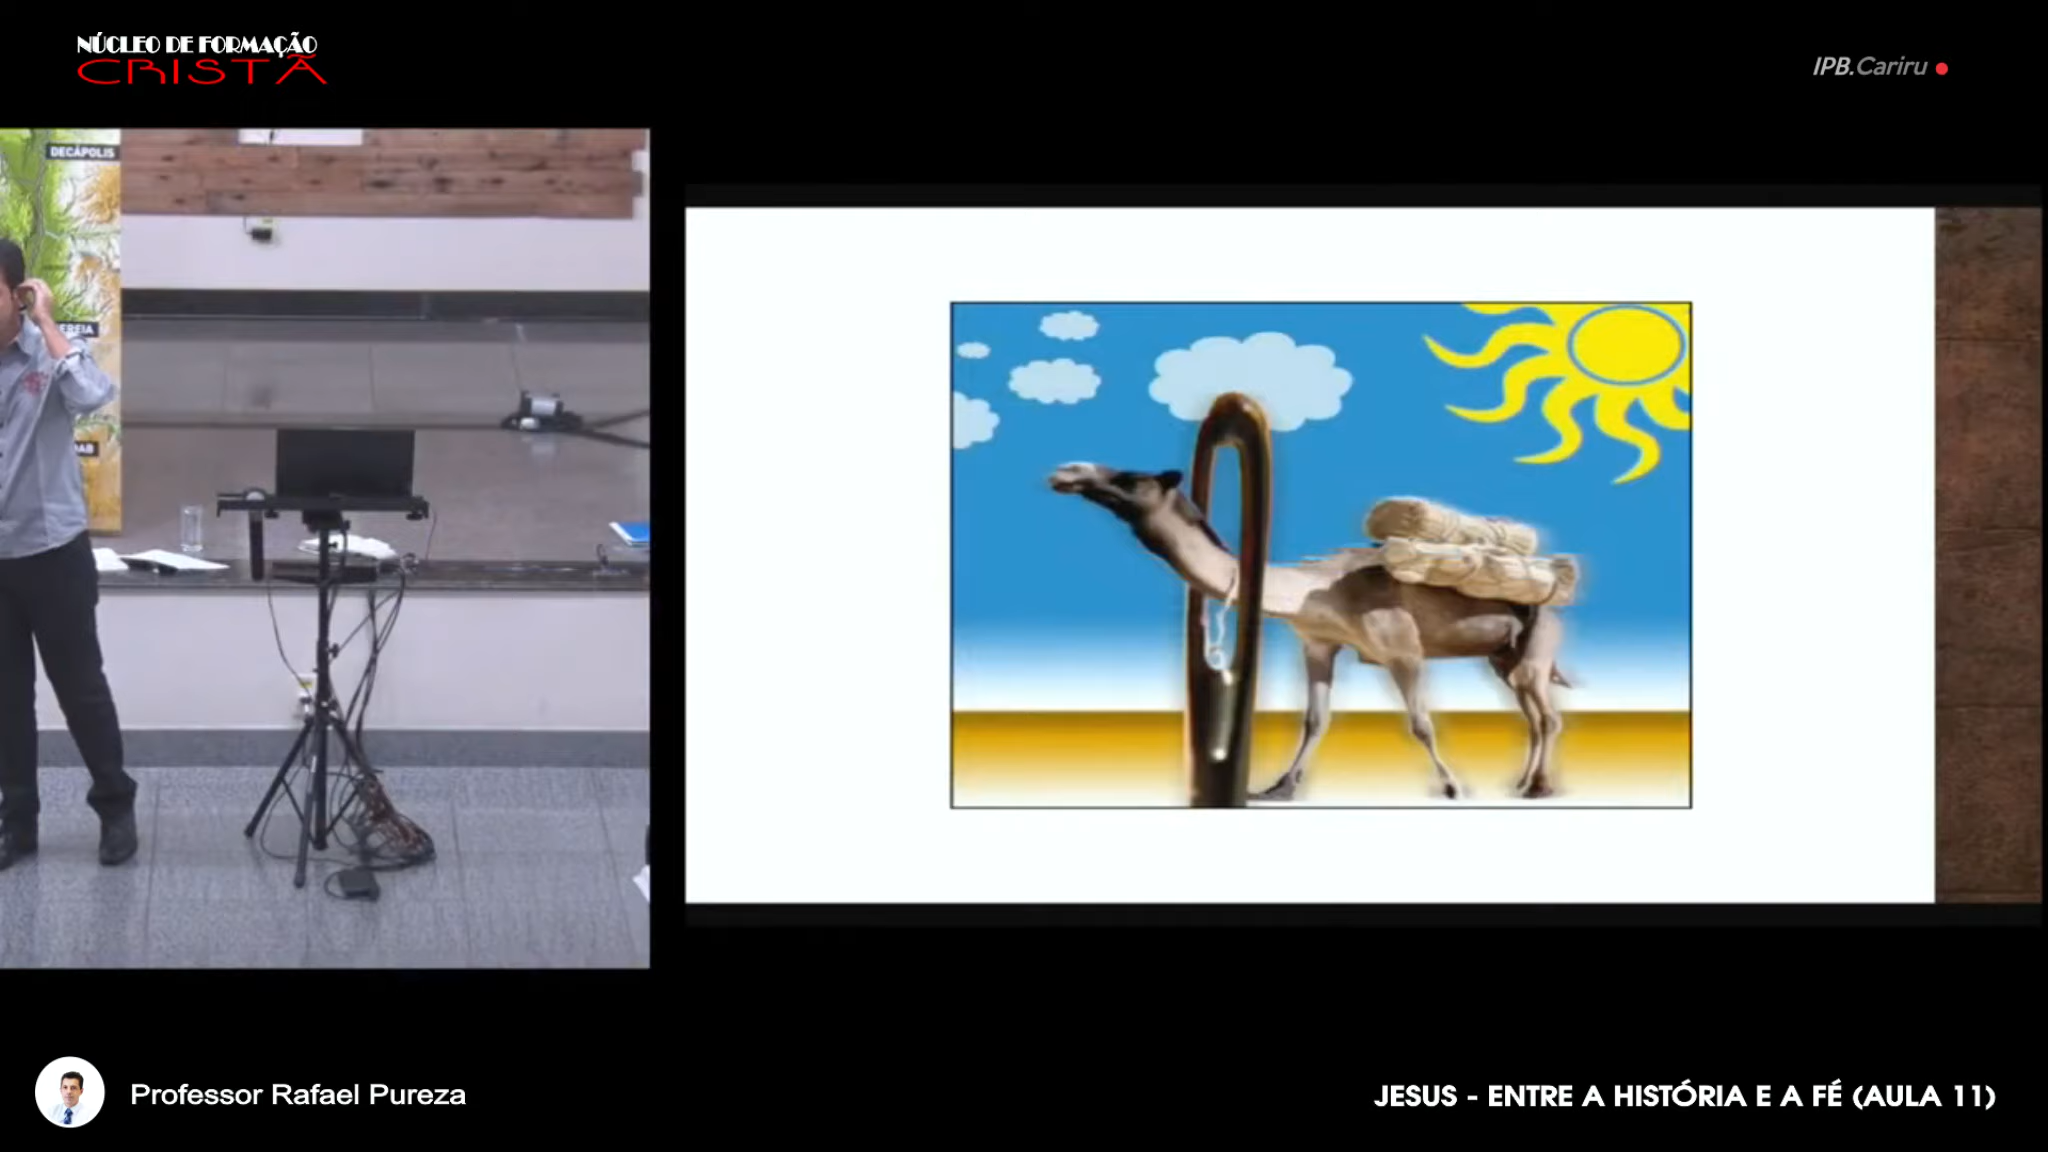 NÚCLEO DE FORMAÇÃO
CRISTÃ
IPB.Cariru
DECÁPOLIS
Professor Rafael Pureza
JESUS - ENTRE A HISTÓRIA E A FÉ (AULA 11)